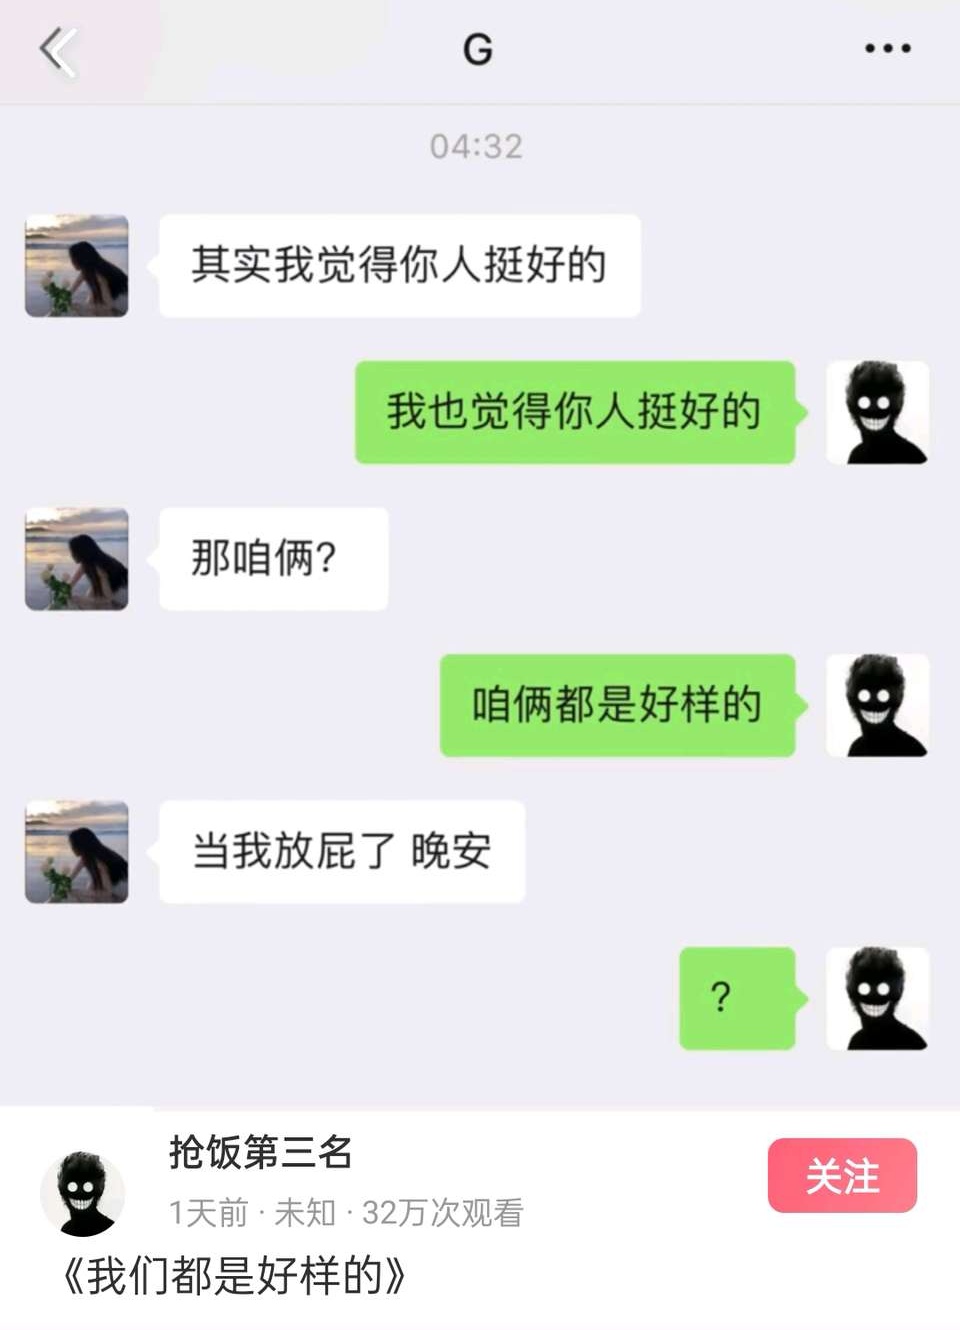 G
04:32
其实我觉得你人挺好的
我也觉得你人挺好的
那咱俩?
咱俩都是好样的
当我放屁了 晚安
?
抢饭第三名
关注
1天前 · 未知 · 32万次观看
《我们都是好样的》